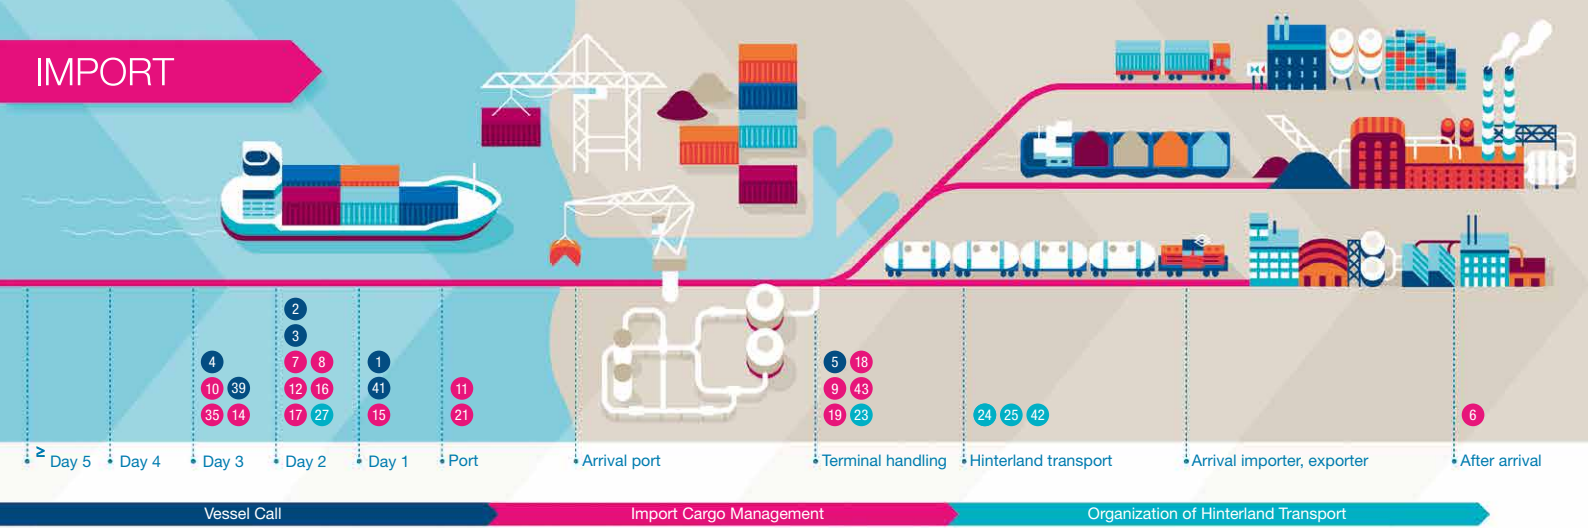 IMPORT
2
3
4 7 8 1 5 18
10 39 12 16 41 11 9 43
35 14 17 27 15 21 19 23 24 25 42 6
≥ Day 5 Day 4 Day 3 Day 2 Day 1 Port Arrival port Terminal handling Hinterland transport Arrival importer, exporter After arrival
Vessel Call Import Cargo Management Organization of Hinterland Transport